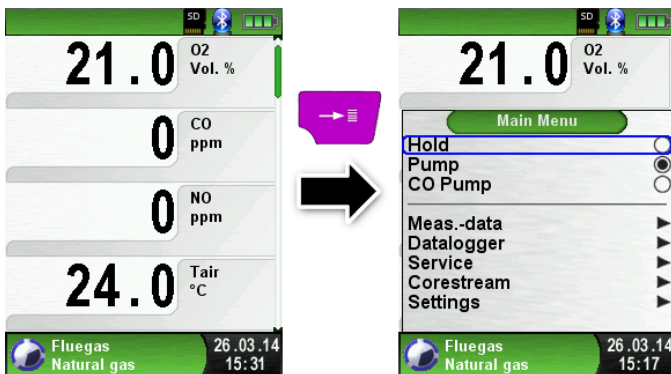 SD
21.0 O2 Vol. %
0 CO ppm
0 NO ppm
24.0 Tair °C
Fluegas 26.03.14
Natural gas 15:31
SD
21.0 O2 Vol. %
Main Menu
Hold
Pump
CO Pump
Meas.-data
Datalogger
Service
Corestream
Settings
Fluegas 26.03.14
Natural gas 15:17